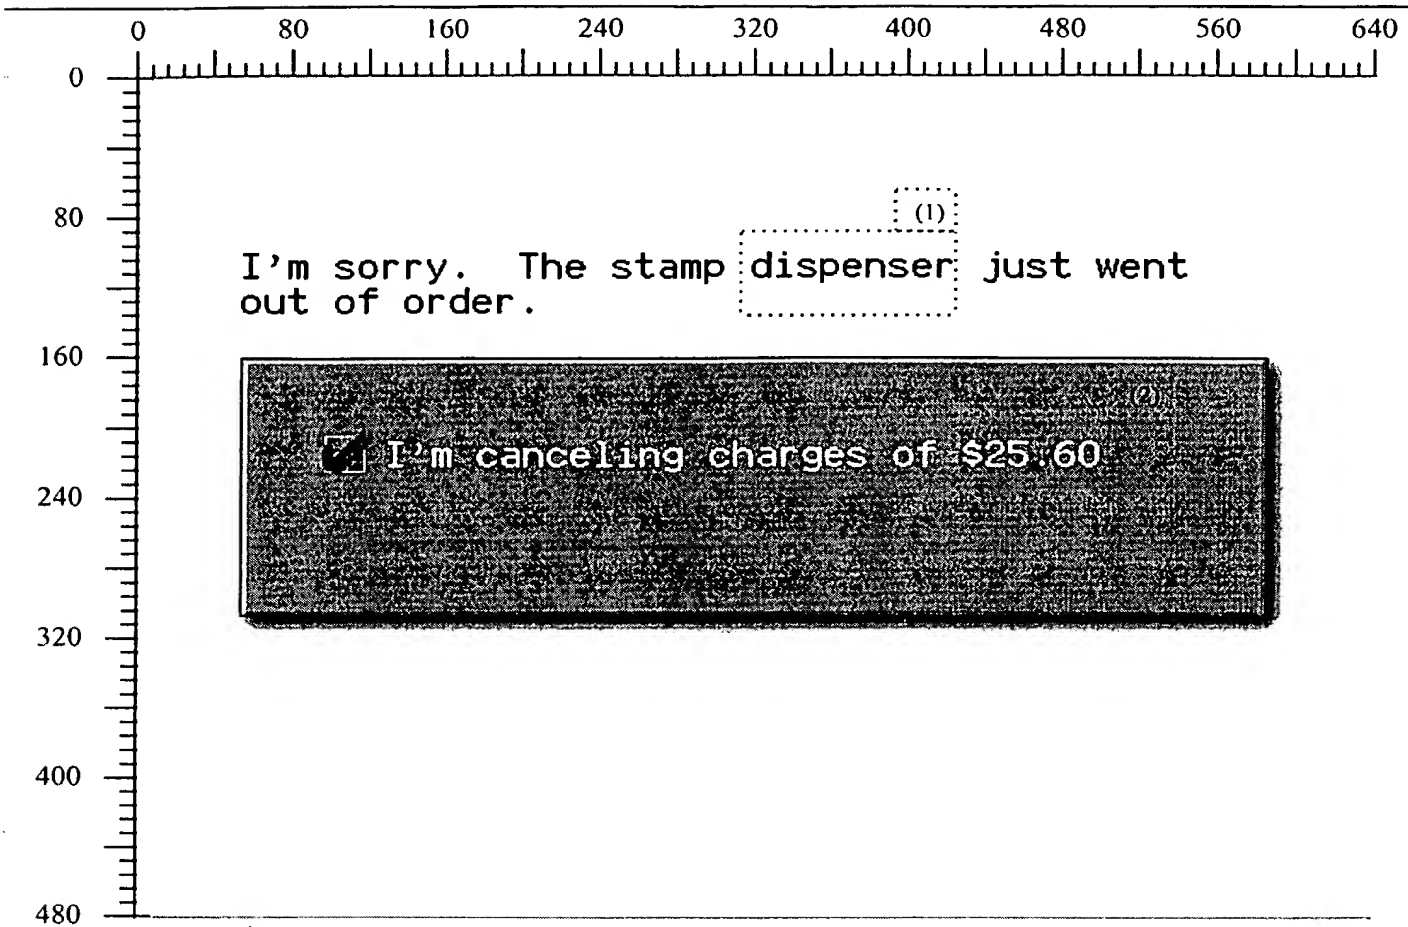 0 80 160 240 320 400 480 560 640
0
80
(1)
I'm sorry.  The stamp dispenser just went
out of order.
160
(2)
I'm canceling charges of $25.60
240
320
400
480